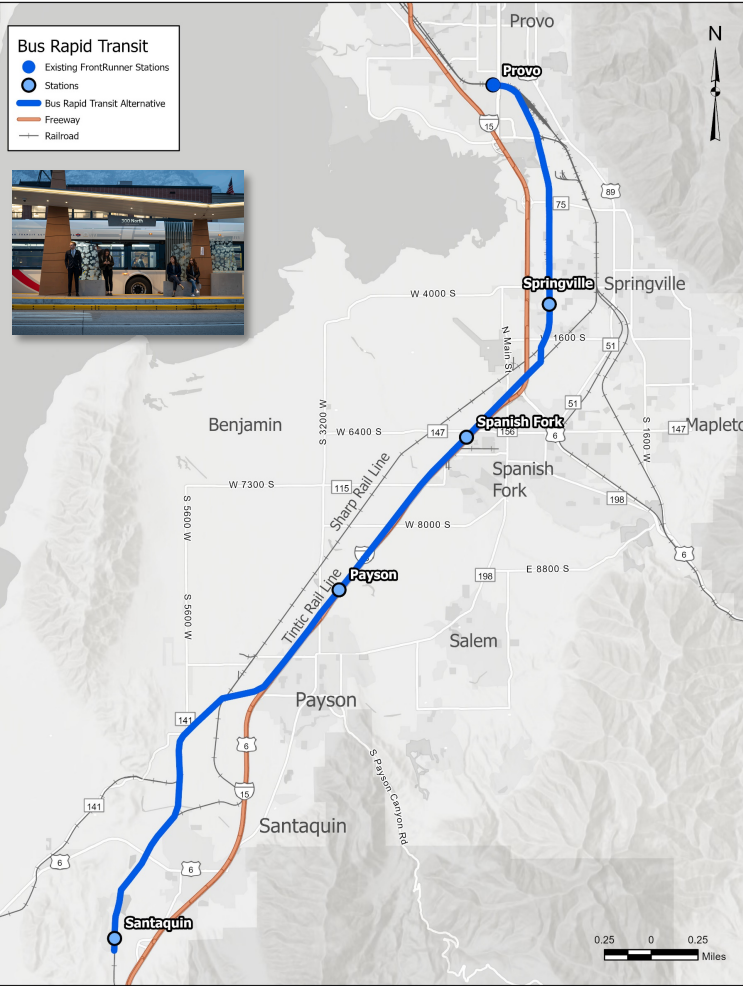 Provo
N
Bus Rapid Transit
Existing FrontRunner Stations
Stations
Bus Rapid Transit Alternative
Freeway
Railroad
Provo
15
89
75
300 North
Springville
Springville
W 4000 S
N Main St
1600 S
51
51
S 3200 W
Benjamin
W 6400 S
147
Spanish Fork
156
6
S 1600 W
147
Mapleto
Spanish
Fork
Sharp Rail Line
W 7300 S
115
198
S 5600 W
W 8000 S
6
Payson
198
E 8800 S
Tintic Rail Line
S 5600 W
Salem
Payson
141
6
S Payson Canyon Rd
15
141
Santaquin
6
6
Santaquin
0.25
0
0.25
Miles